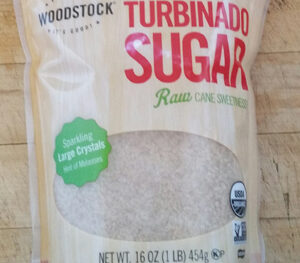 WOODSTOCK
TURBINADO
SUGAR
Raw CANE SWEETNESS
Sparkling
Large Crystals
Hint of Molasses
USDA
ORGANIC
NET WT. 16 OZ (1 LB) 454g